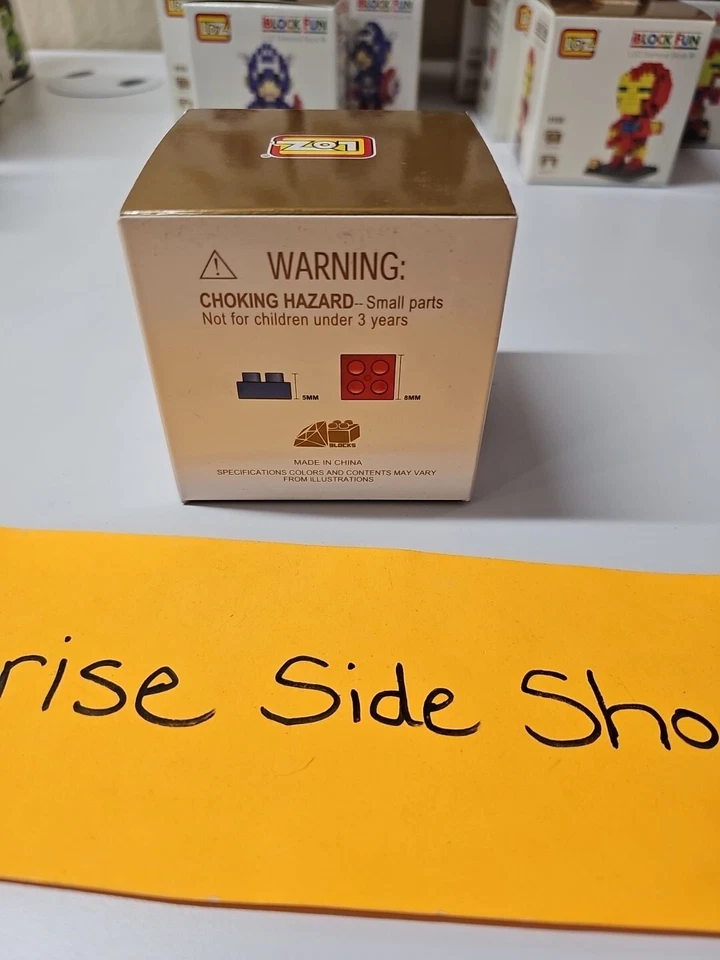 LOZ
BLOCK FUN
LOZ
BLOCK FUN
LOZ
WARNING:
CHOKING HAZARD-- Small parts
Not for children under 3 years
5MM
8MM
BLOCKS
MADE IN CHINA
SPECIFICATIONS COLORS AND CONTENTS MAY VARY
FROM ILLUSTRATIONS
rise Side Sho